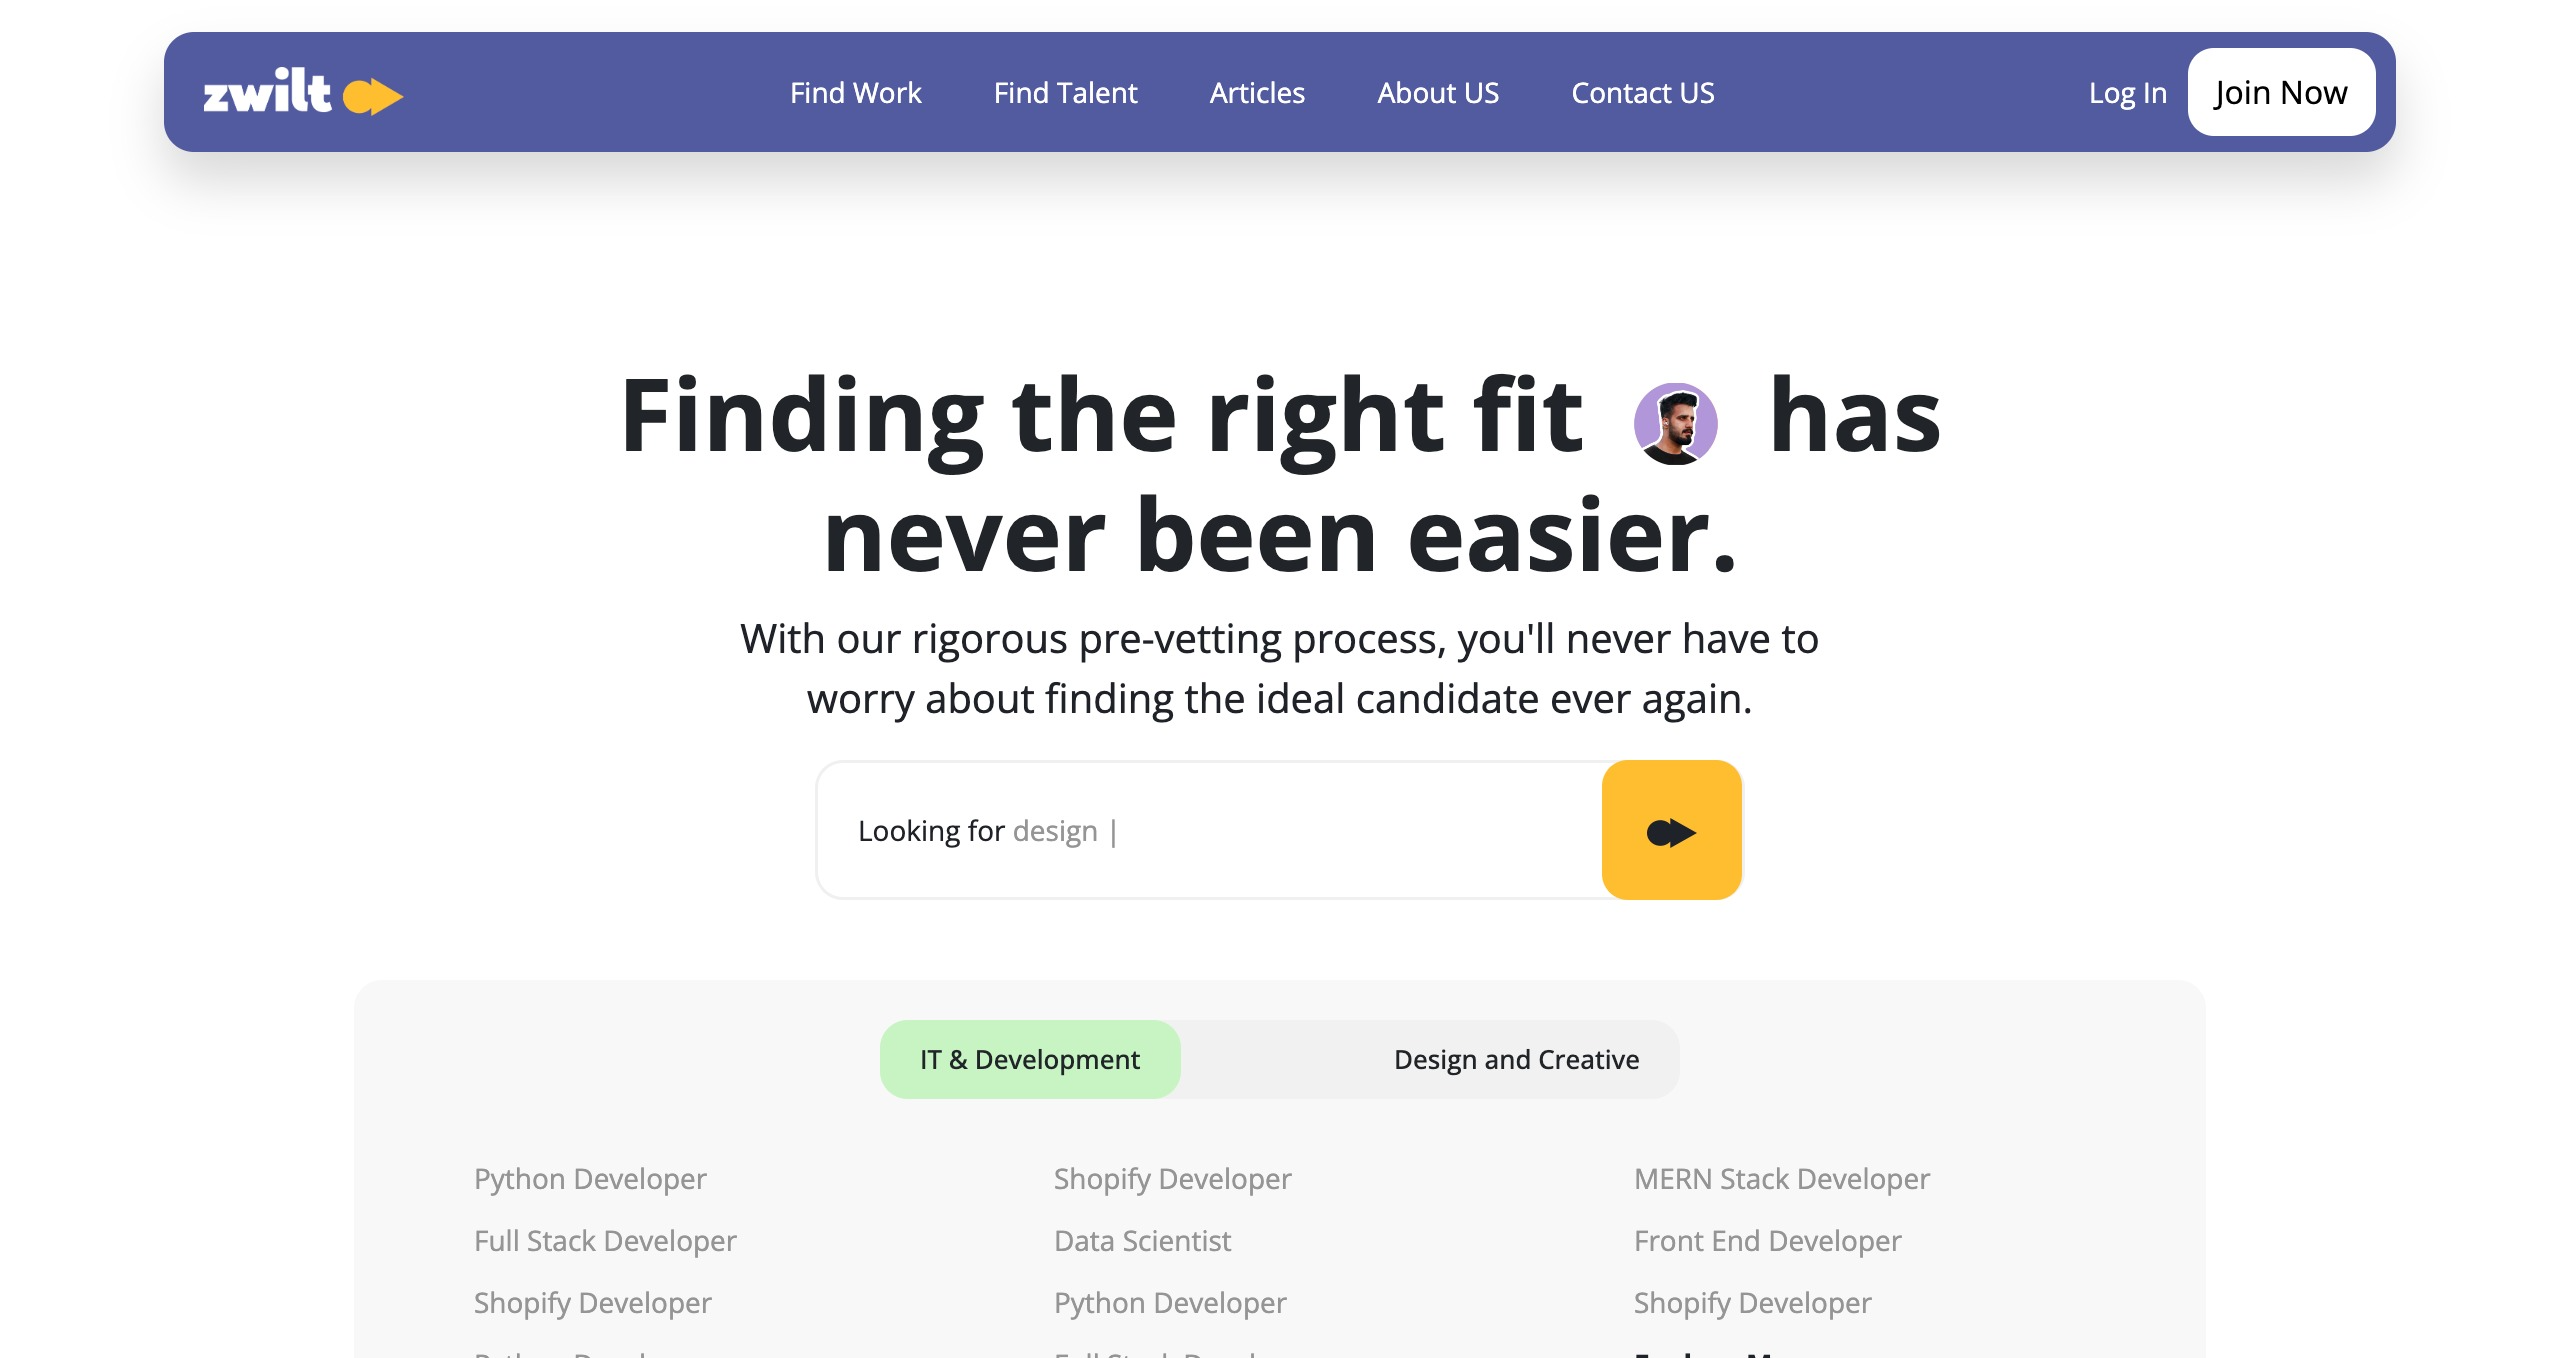 zwilt
Find Work
Find Talent
Articles
About US
Contact US
Log In
Join Now
Finding the right fit has
never been easier.
With our rigorous pre-vetting process, you'll never have to
worry about finding the ideal candidate ever again.
Looking for design |
IT & Development
Design and Creative
Python Developer
Shopify Developer
MERN Stack Developer
Full Stack Developer
Data Scientist
Front End Developer
Shopify Developer
Python Developer
Shopify Developer